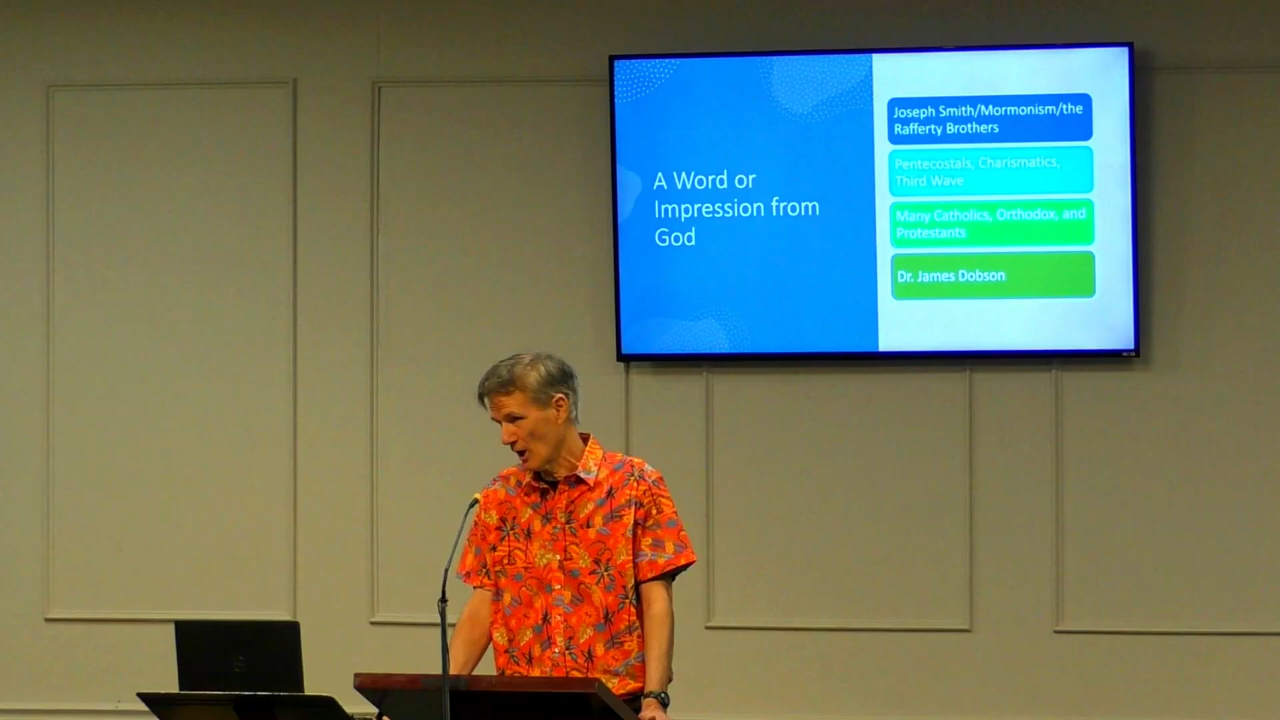 A Word or
Impression from
God
Joseph Smith/Mormonism/the
Rafferty Brothers
Pentecostals, Charismatics,
Third Wave
Many Catholics, Orthodox, and
Protestants
Dr. James Dobson